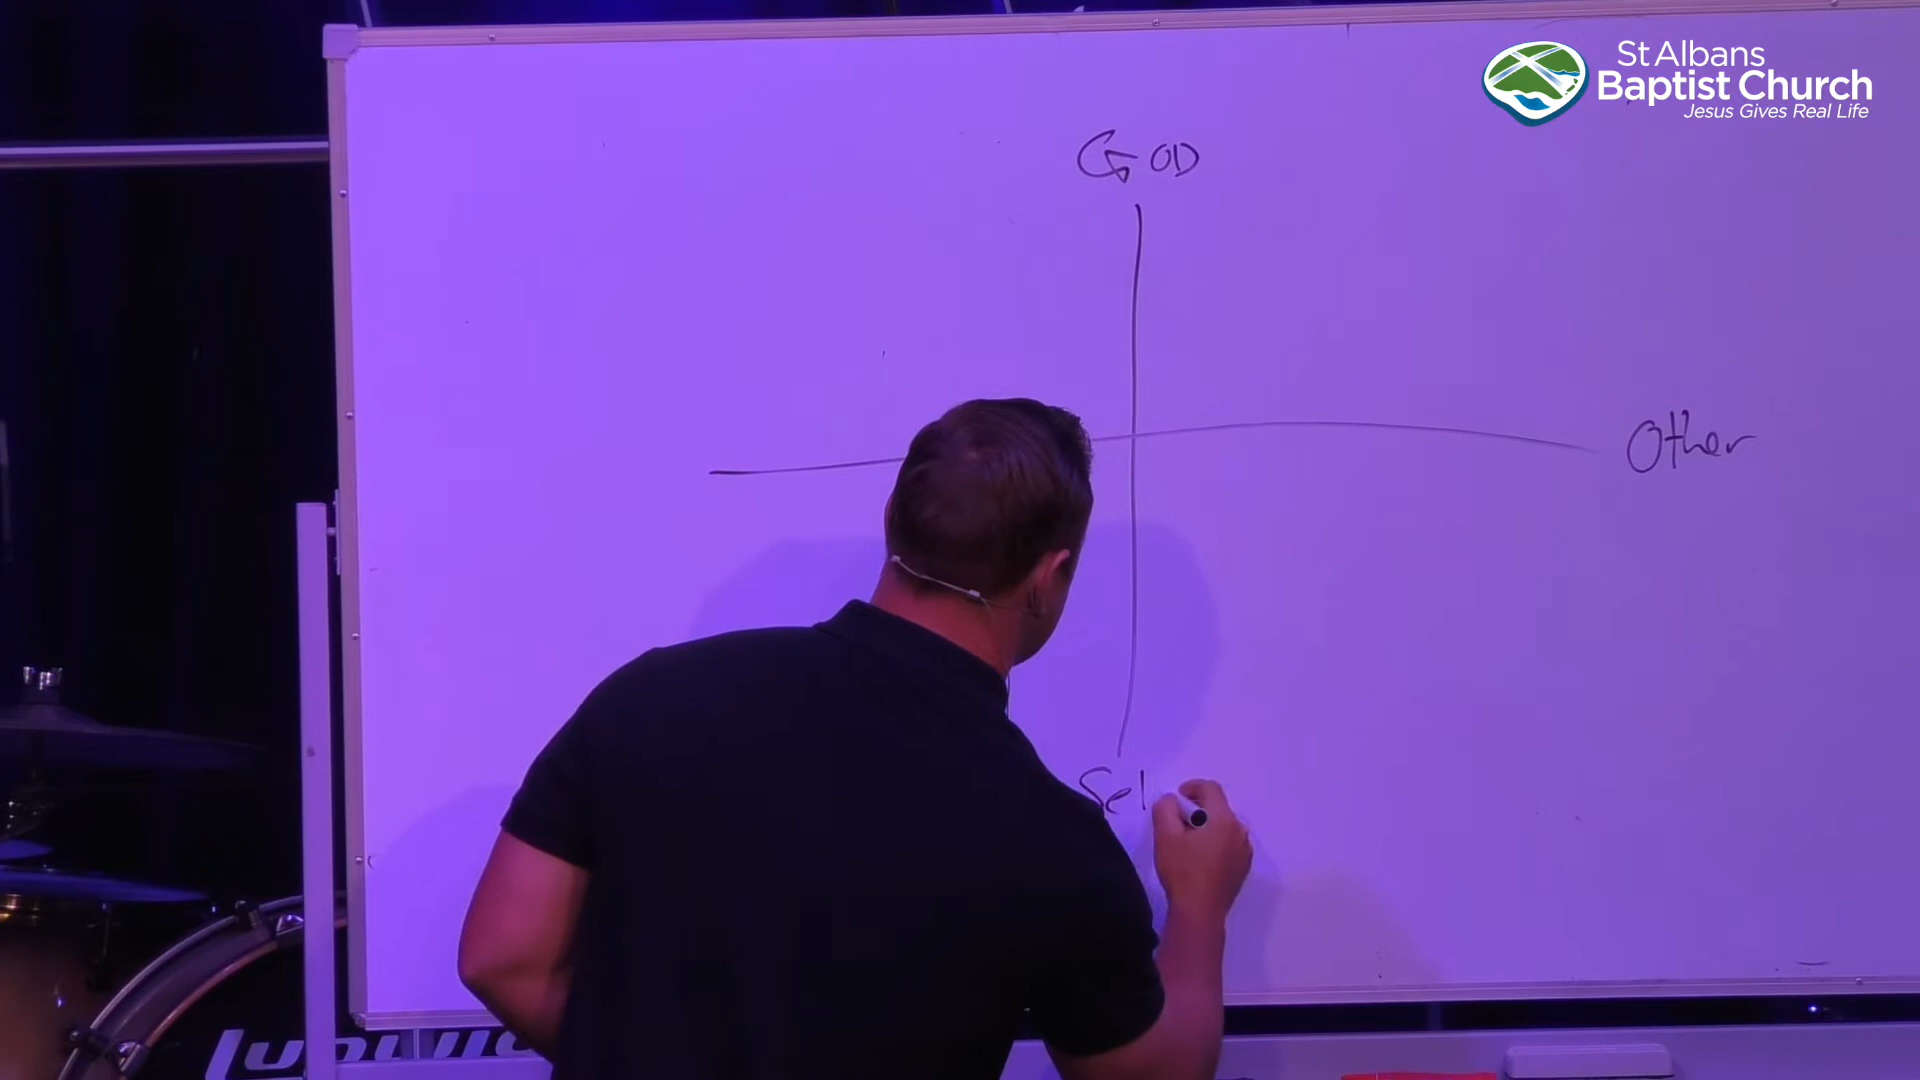 St Albans
Baptist Church
Jesus Gives Real Life
GOD
Other
Sel